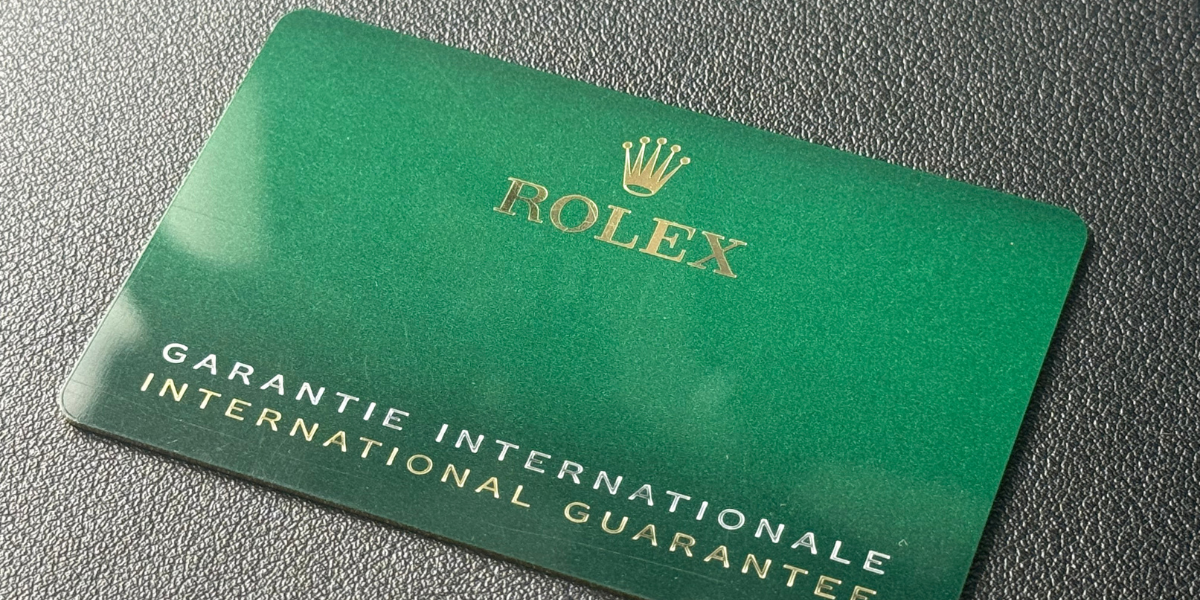 ROLEX
GARANTIE INTERNATIONALE
INTERNATIONAL GUARANTEE